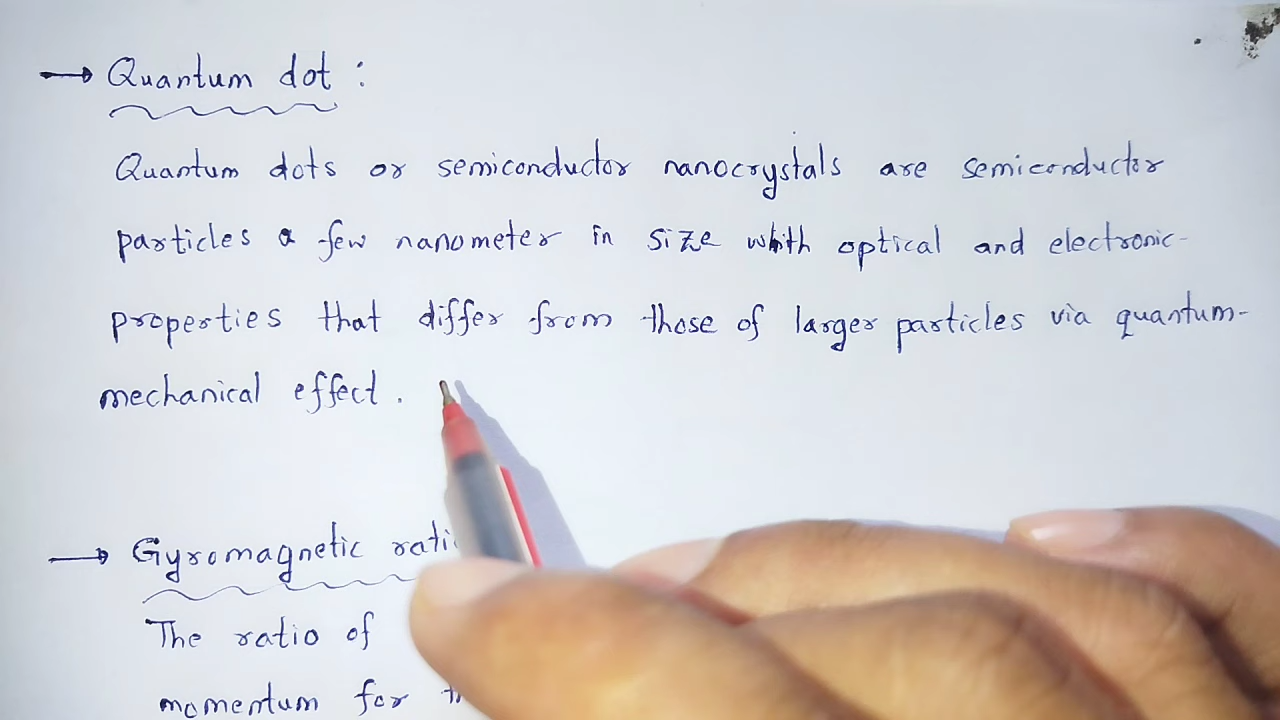 → Quantum dot :
Quantum dots or semiconductor nanocrystals are semiconductor
particles a few nanometer in size with optical and electronic-
properties that differ from those of larger particles via quantum-
mechanical effect.
→ Gyromagnetic
The ratio of
momentum for